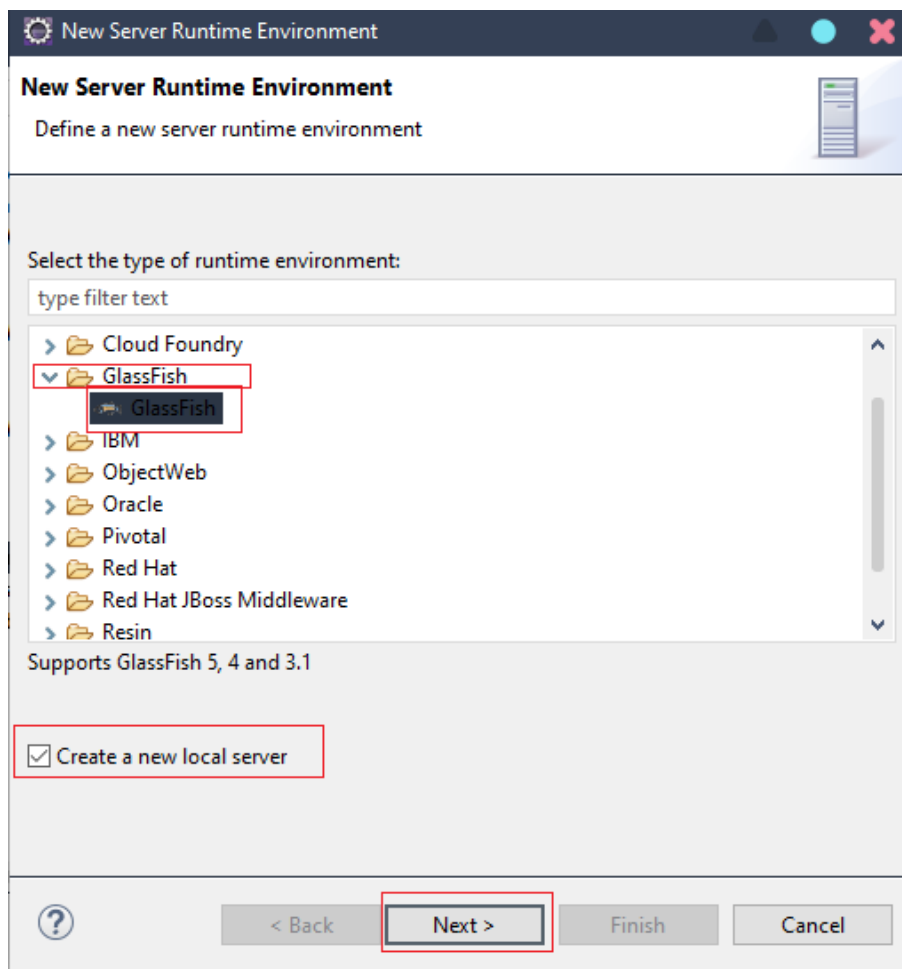 New Server Runtime Environment
New Server Runtime Environment
Define a new server runtime environment
Select the type of runtime environment:
type filter text
Cloud Foundry
GlassFish
GlassFish
IBM
ObjectWeb
Oracle
Pivotal
Red Hat
Red Hat JBoss Middleware
Resin
Supports GlassFish 5, 4 and 3.1
Create a new local server
? < Back Next > Finish Cancel